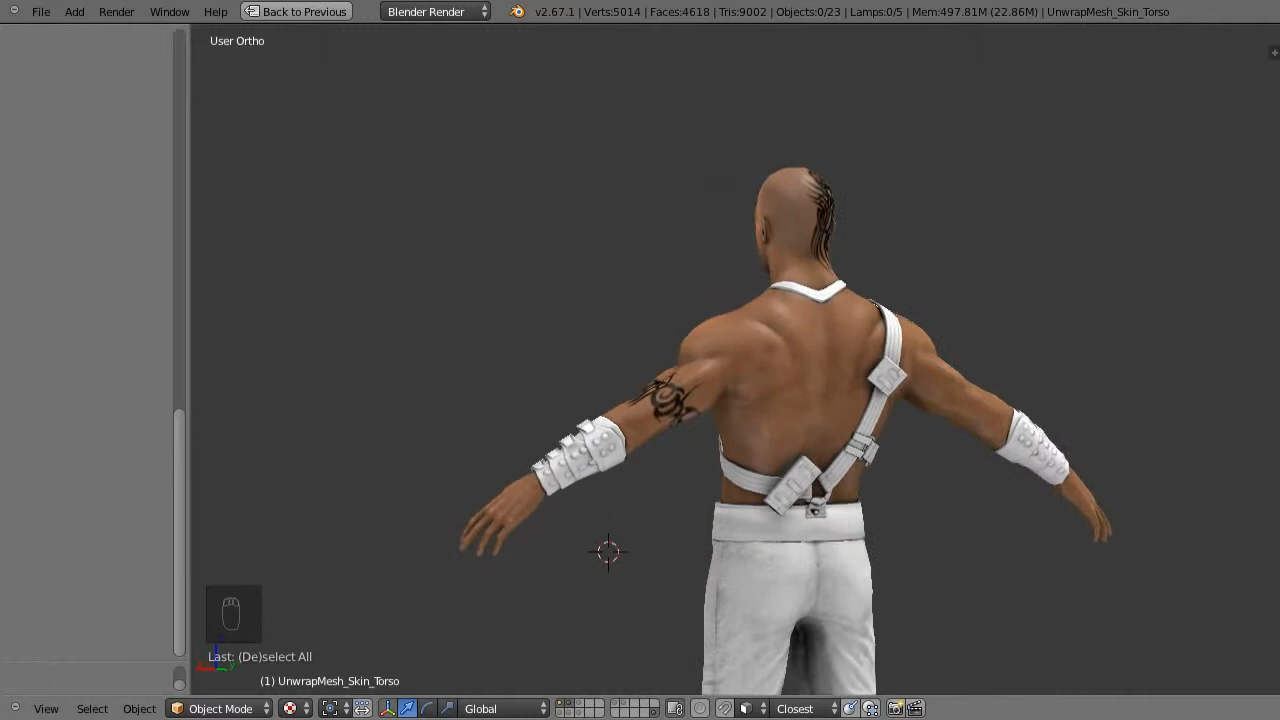 File Add Render Window Help Back to Previous Blender Render v2.67.1 | Verts:5014 | Faces:4618 | Tris:9002 | Objects:0/23 | Lamps:0/5 | Mem:497.81M (22.86M) | UnwrapMesh_Skin_Torso
User Ortho
Last: (De)select All
(1) UnwrapMesh_Skin_Torso
View Select Object Object Mode Global Closest